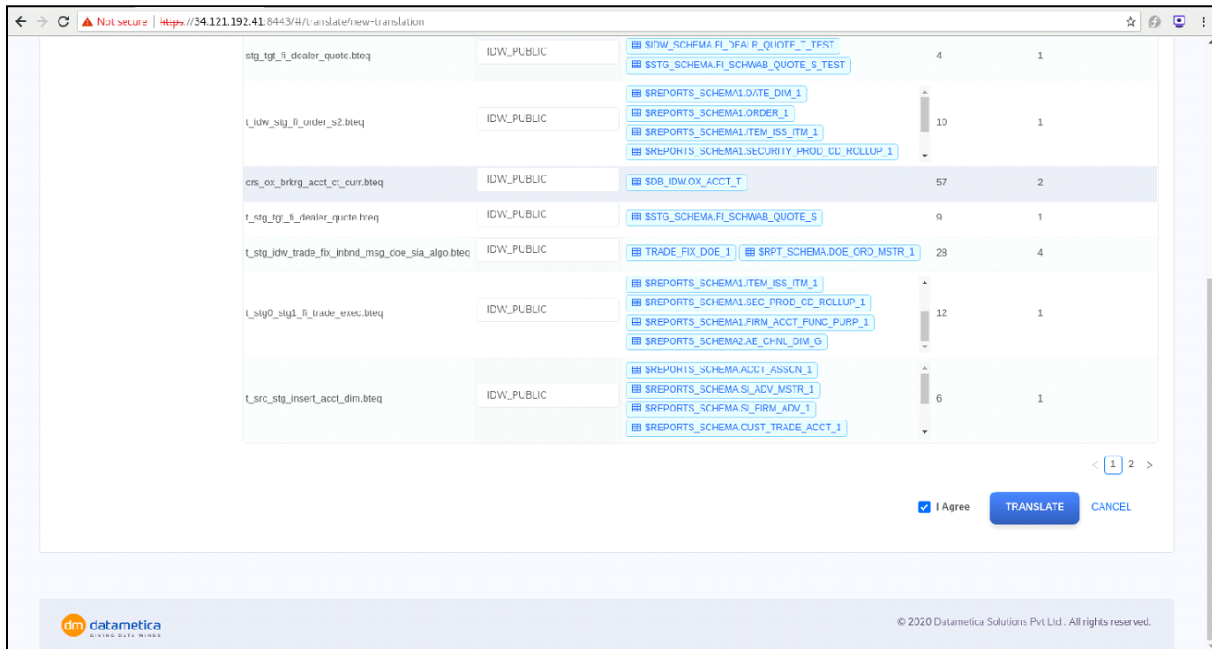 Not secure | https://34.121.192.41:8443/#/translate/new-translation
stg_tgt_fi_dealer_quote.bteq IDW_PUBLIC $IDW_SCHEMA.FI_DEALR_QUOTE_T_TEST 4 1
$STG_SCHEMA.FI_SCHWAB_QUOTE_S_TEST
$REPORTS_SCHEMA1.DATE_DIM_1
t_idw_stg_fi_order_s2.bteq IDW_PUBLIC $REPORTS_SCHEMA1.ORDER_1 10 1
$REPORTS_SCHEMA1.ITEM_ISS_ITM_1
$REPORTS_SCHEMA1.SECURITY_PROD_CD_ROLLUP_1
crs_ox_brkrg_acct_ct_curr.bteq IDW_PUBLIC $DB_IDW.OX_ACCT_T 57 2
t_stg_tgt_fi_dealer_quote.bteq IDW_PUBLIC $STG_SCHEMA.FI_SCHWAB_QUOTE_S 9 1
t_stg_idw_trade_fix_inbnd_msg_doe_sia_algo.bteq IDW_PUBLIC TRADE_FIX_DOE_1 $RPT_SCHEMA.DOE_ORD_MSTR_1 28 4
$REPORTS_SCHEMA1.ITEM_ISS_ITM_1
t_stg0_stg1_fi_trade_exec.bteq IDW_PUBLIC $REPORTS_SCHEMA1.SEC_PROD_CD_ROLLUP_1 12 1
$REPORTS_SCHEMA1.FIRM_ACCT_FUNC_PURP_1
$REPORTS_SCHEMA2.AE_CHNL_DIM_G
$REPORTS_SCHEMA.ACCT_ASSCN_1
t_src_stg_insert_acct_dim.bteq IDW_PUBLIC $REPORTS_SCHEMA.SI_ADV_MSTR_1 6 1
$REPORTS_SCHEMA.SI_FIRM_ADV_1
$REPORTS_SCHEMA.CUST_TRADE_ACCT_1
< 1 2 >
I Agree TRANSLATE CANCEL
dm datametica
GIVING DATA WINGS
© 2020 Datametica Solutions Pvt Ltd . All rights reserved.